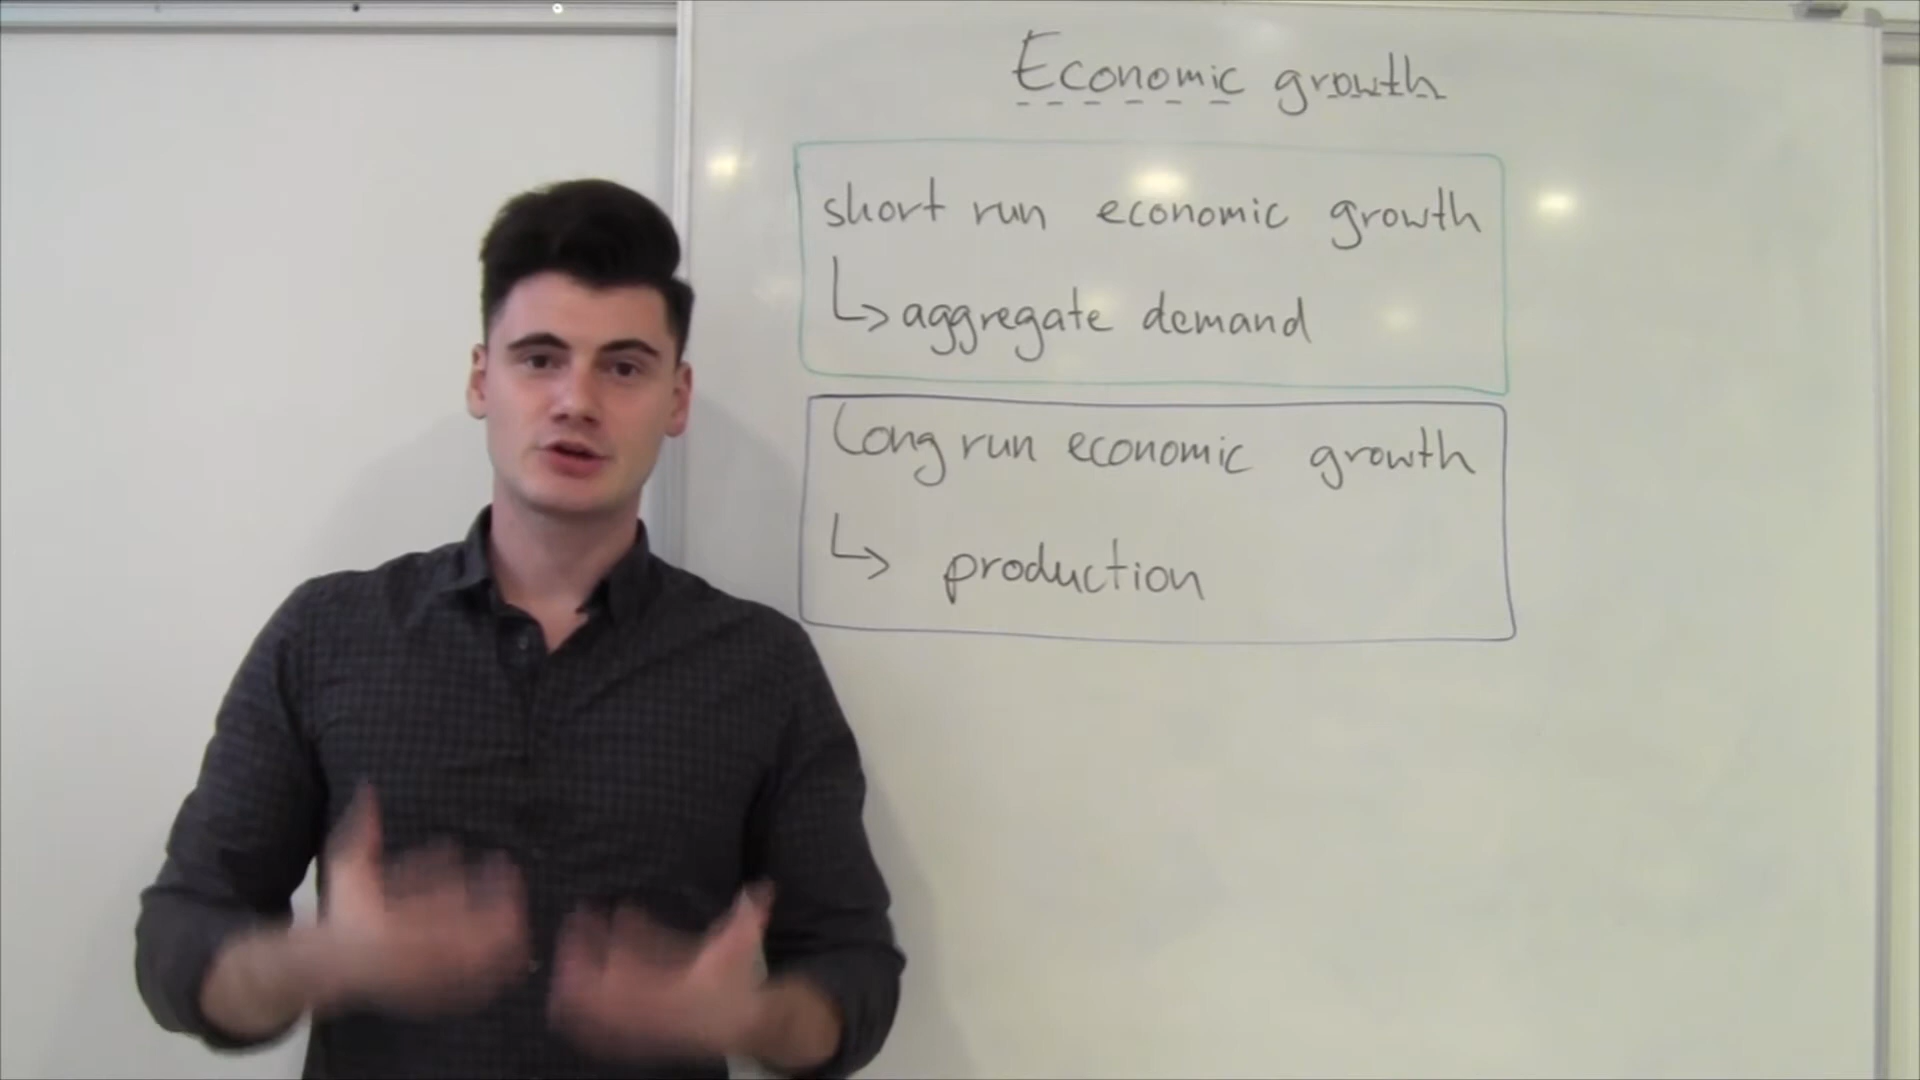 Economic growth
short run economic growth
↳ aggregate demand
Long run economic growth
↳ production